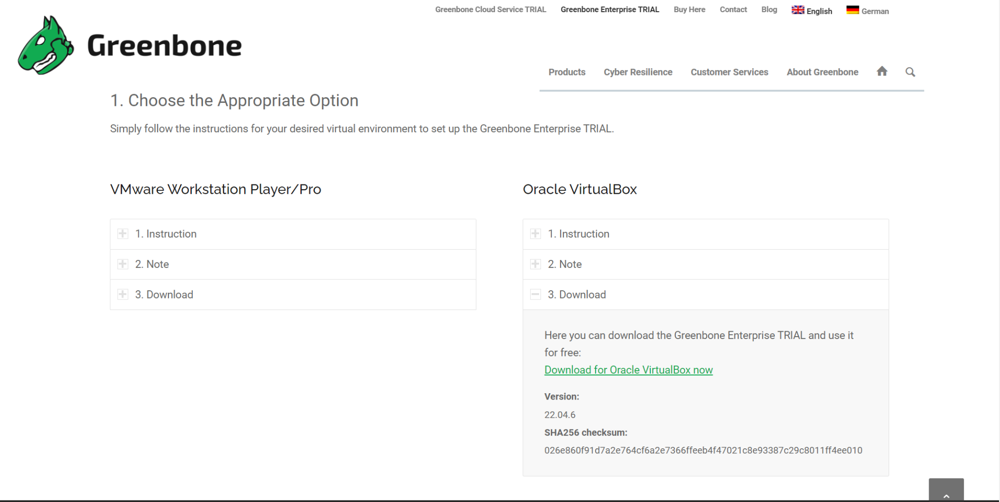 Greenbone Cloud Service TRIAL Greenbone Enterprise TRIAL Buy Here Contact Blog English German
Greenbone
Products Cyber Resilience Customer Services About Greenbone
1. Choose the Appropriate Option
Simply follow the instructions for your desired virtual environment to set up the Greenbone Enterprise TRIAL.
VMware Workstation Player/Pro
1. Instruction
2. Note
3. Download
Oracle VirtualBox
1. Instruction
2. Note
3. Download
Here you can download the Greenbone Enterprise TRIAL and use it
for free:
Download for Oracle VirtualBox now
Version:
22.04.6
SHA256 checksum:
026e860f91d7a2e764cf6a2e7366ffeeb4f47021c8e93387c29c8011ff4ee010